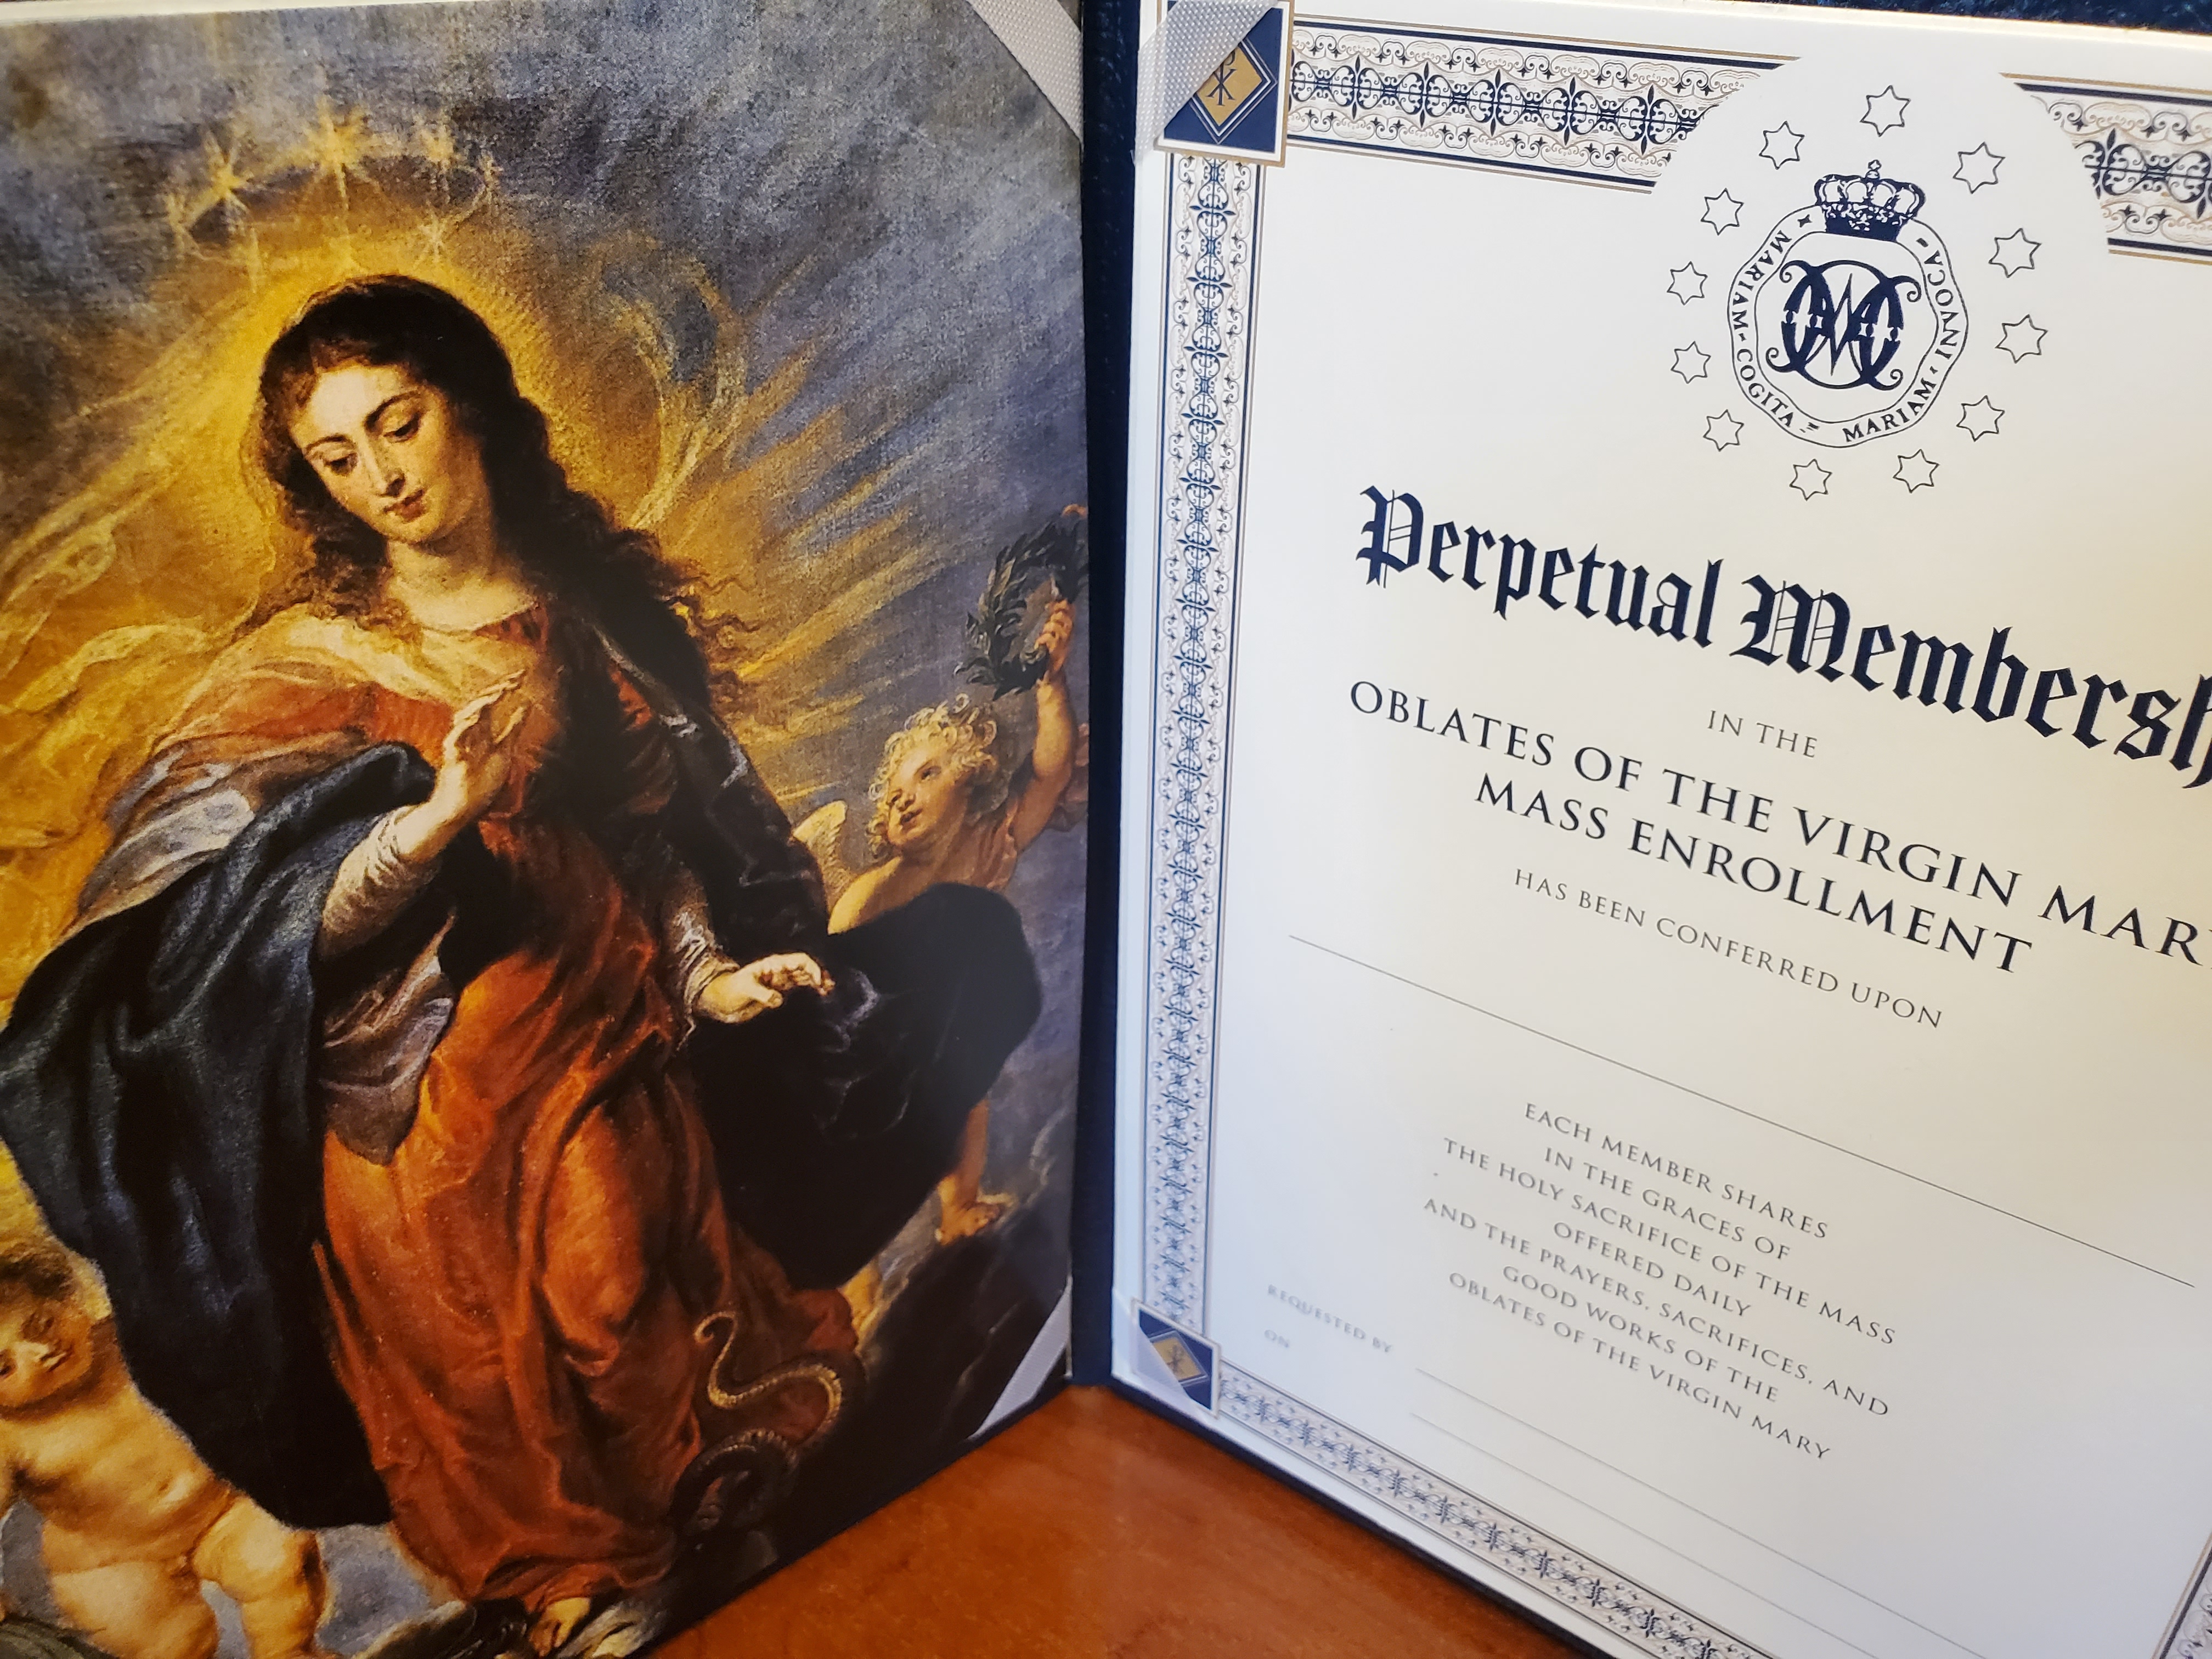 MARIAM · COGITA = MARIAM · INVOCA -
Perpetual Membersh
IN THE
OBLATES OF THE VIRGIN MARY
MASS ENROLLMENT
HAS BEEN CONFERRED UPON
EACH MEMBER SHARES
IN THE GRACES OF
THE HOLY SACRIFICE OF THE MASS
OFFERED DAILY
AND THE PRAYERS, SACRIFICES, AND
GOOD WORKS OF THE
OBLATES OF THE VIRGIN MARY
REQUESTED BY
ON